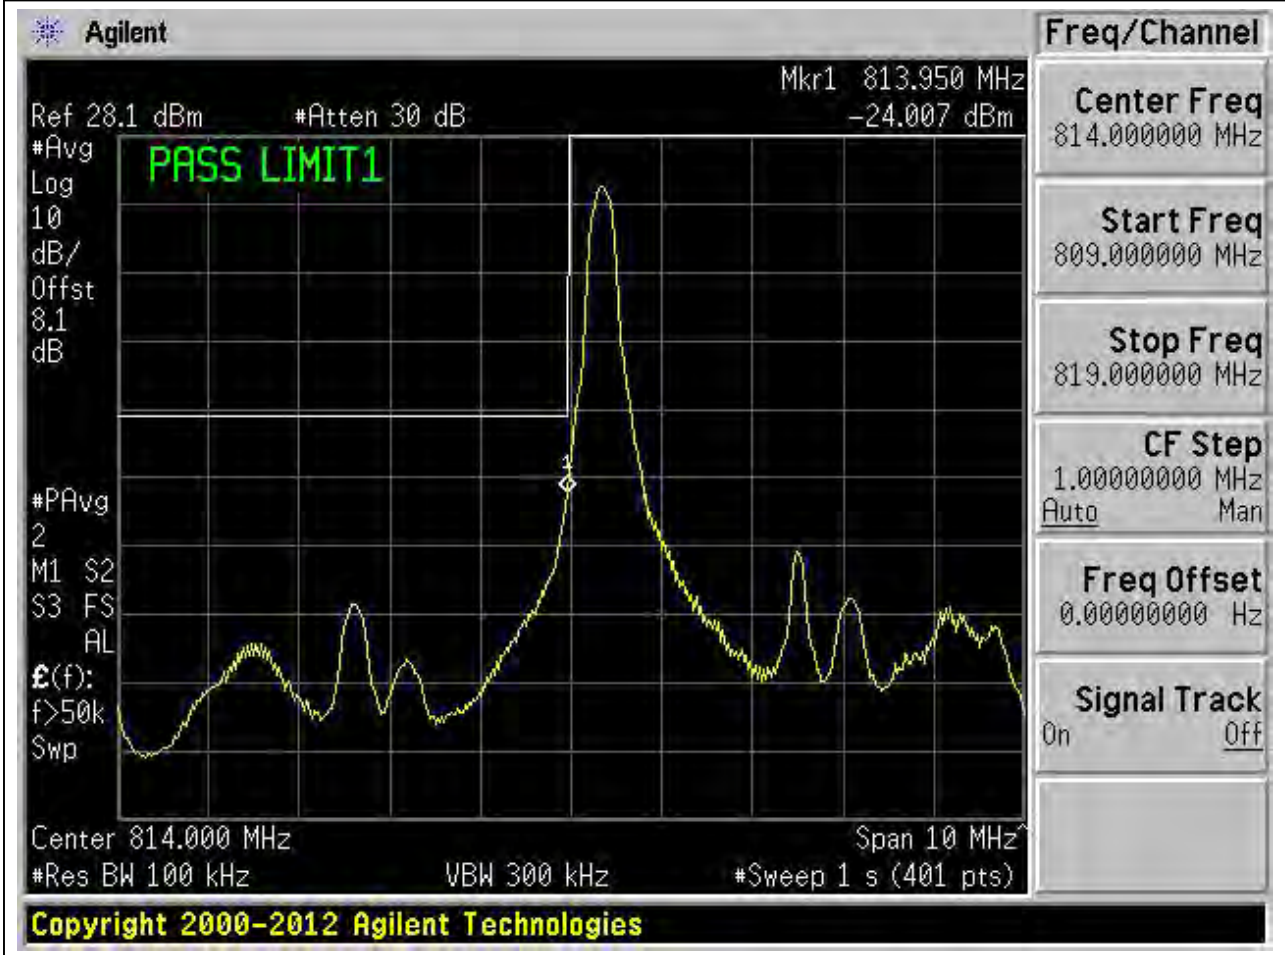 Agilent
Freq/Channel
Mkr1 813.950 MHz
Ref 28.1 dBm #Atten 30 dB -24.007 dBm
#Avg
Log
10
dB/
Offst
8.1
dB
PASS LIMIT1
1
#PAvg
2
M1 S2
S3 FS
AL
£(f):
f>50k
Swp
Center 814.000 MHz Span 10 MHz^
#Res BW 100 kHz VBW 300 kHz #Sweep 1 s (401 pts)
Center Freq
814.000000 MHz
Start Freq
809.000000 MHz
Stop Freq
819.000000 MHz
CF Step
1.00000000 MHz
Auto Man
Freq Offset
0.00000000 Hz
Signal Track
On Off
Copyright 2000-2012 Agilent Technologies